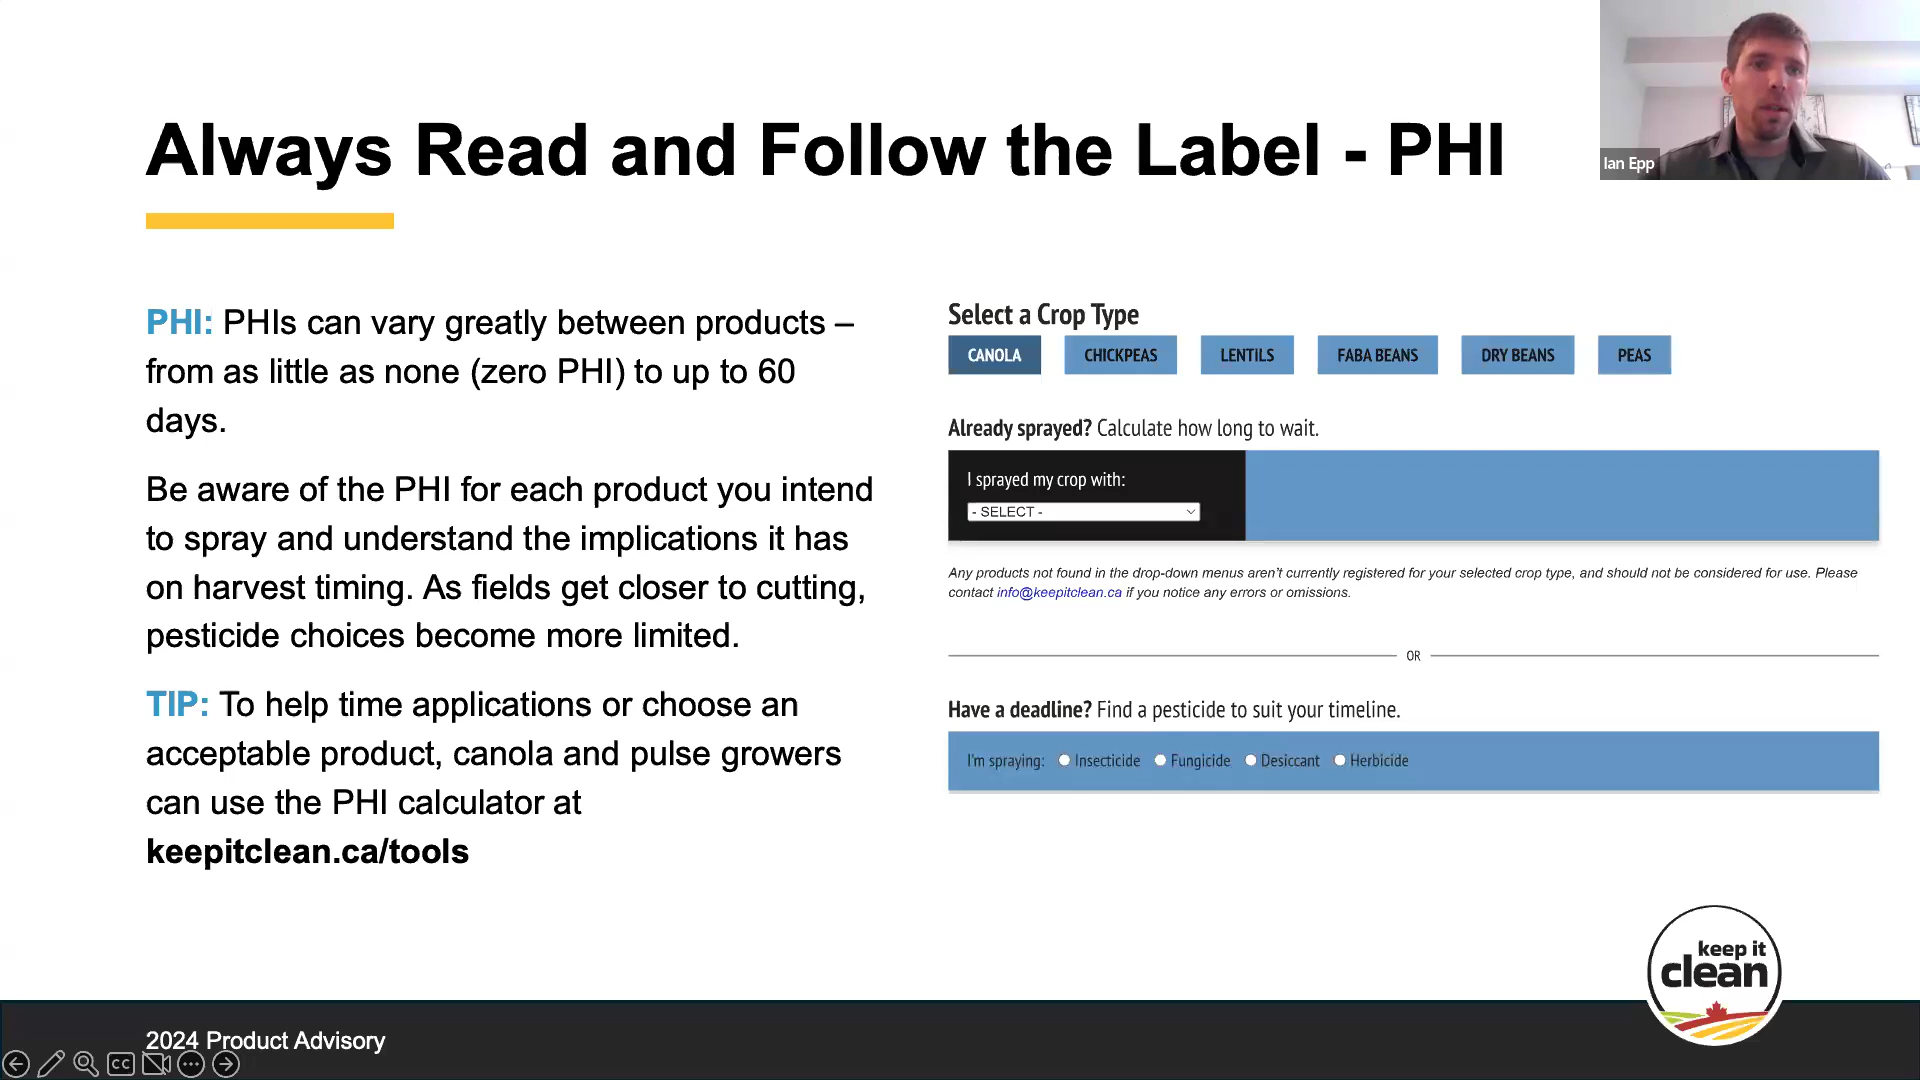 Always Read and Follow the Label - PHI
Ian Epp
PHI: PHIs can vary greatly between products –
from as little as none (zero PHI) to up to 60
days.
Be aware of the PHI for each product you intend
to spray and understand the implications it has
on harvest timing. As fields get closer to cutting,
pesticide choices become more limited.
TIP: To help time applications or choose an
acceptable product, canola and pulse growers
can use the PHI calculator at
keepitclean.ca/tools
Select a Crop Type
CANOLA CHICKPEAS LENTILS FABA BEANS DRY BEANS PEAS
Already sprayed? Calculate how long to wait.
I sprayed my crop with:
- SELECT -
Any products not found in the drop-down menus aren't currently registered for your selected crop type, and should not be considered for use. Please
contact info@keepitclean.ca if you notice any errors or omissions.
OR
Have a deadline? Find a pesticide to suit your timeline.
I'm spraying: Insecticide Fungicide Desiccant Herbicide
keep it
clean
2024 Product Advisory
CC